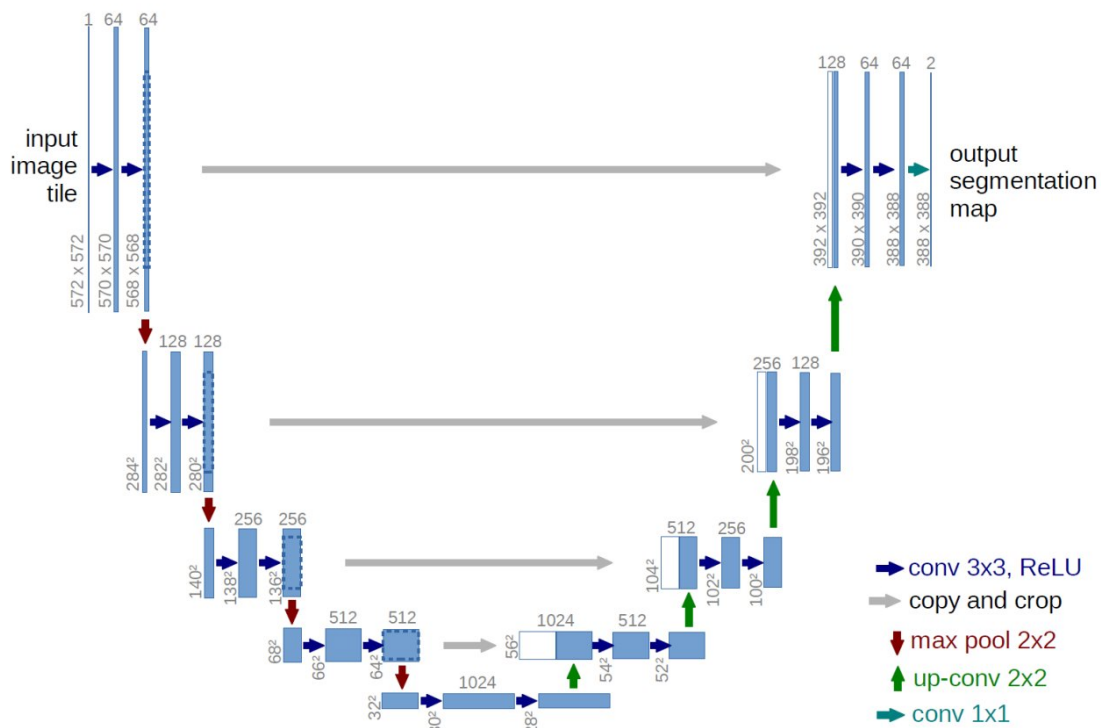 1 64 64
128 64 64 2
input
image
tile
output
segmentation
map
572 x 572
570 x 570
568 x 568
392 x 392
390 x 390
388 x 388
388 x 388
128 128
256 128
284²
282²
280²
200²
198²
196²
256 256
512 256
140²
138²
136²
104²
102²
100²
512 512
1024 512
68²
66²
64²
56²
54²
52²
1024
32²
conv 3x3, ReLU
copy and crop
max pool 2x2
up-conv 2x2
conv 1x1